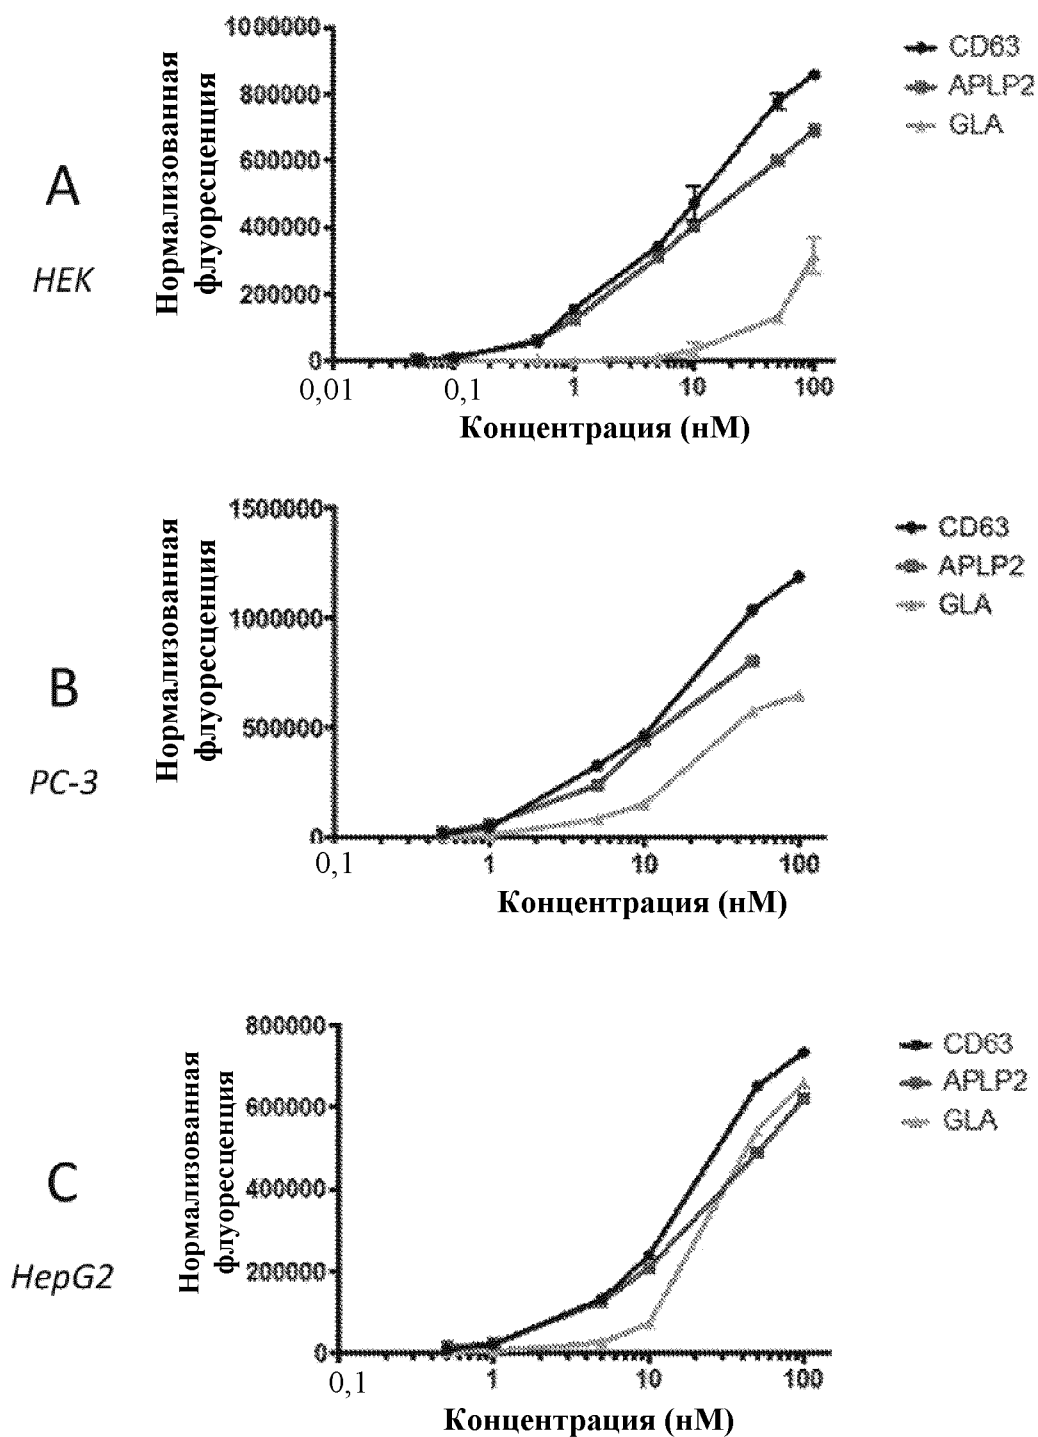 A
HEK
Нормализованная
флуоресценция
1000000
800000
600000
400000
200000
0
0,01
0,1
1
10
100
Концентрация (нМ)
CD63
APLP2
GLA
B
PC-3
Нормализованная
флуоресценция
1500000
1000000
500000
0
0,1
1
10
100
Концентрация (нМ)
CD63
APLP2
GLA
C
HepG2
Нормализованная
флуоресценция
800000
600000
400000
200000
0
0,1
1
10
100
Концентрация (нМ)
CD63
APLP2
GLA